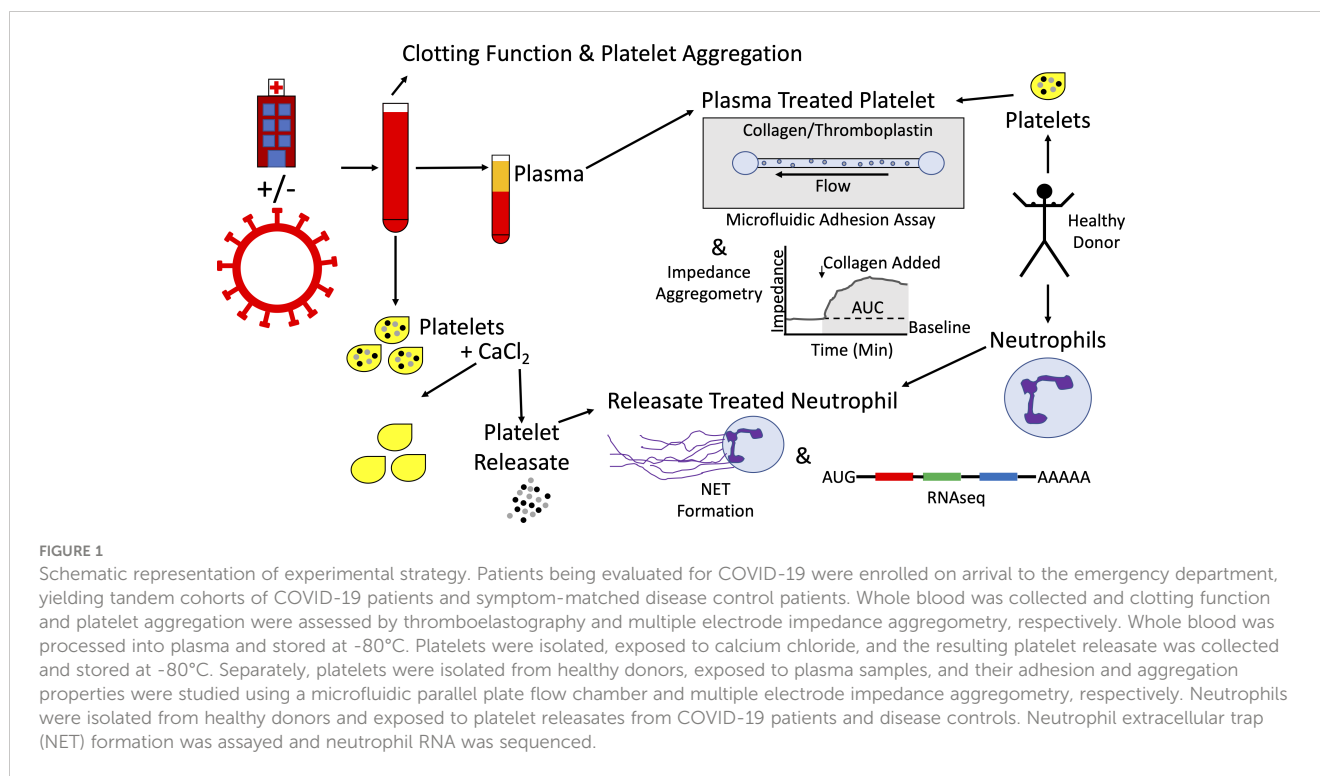 Clotting Function & Platelet Aggregation
+/-
Plasma
Plasma Treated Platelet
Collagen/Thromboplastin
Flow
Microfluidic Adhesion Assay
&
Impedance
Aggregometry
Impedance
Collagen Added
AUC
Baseline
Time (Min)
Platelets
Healthy
Donor
Neutrophils
Platelets
+ CaCl₂
Platelet
Releasate
Releasate Treated Neutrophil
NET
Formation
&
AUG
AAAAA
RNAseq
FIGURE 1
Schematic representation of experimental strategy. Patients being evaluated for COVID-19 were enrolled on arrival to the emergency department,
yielding tandem cohorts of COVID-19 patients and symptom-matched disease control patients. Whole blood was collected and clotting function
and platelet aggregation were assessed by thromboelastography and multiple electrode impedance aggregometry, respectively. Whole blood was
processed into plasma and stored at -80°C. Platelets were isolated, exposed to calcium chloride, and the resulting platelet releasate was collected
and stored at -80°C. Separately, platelets were isolated from healthy donors, exposed to plasma samples, and their adhesion and aggregation
properties were studied using a microfluidic parallel plate flow chamber and multiple electrode impedance aggregometry, respectively. Neutrophils
were isolated from healthy donors and exposed to platelet releasates from COVID-19 patients and disease controls. Neutrophil extracellular trap
(NET) formation was assayed and neutrophil RNA was sequenced.